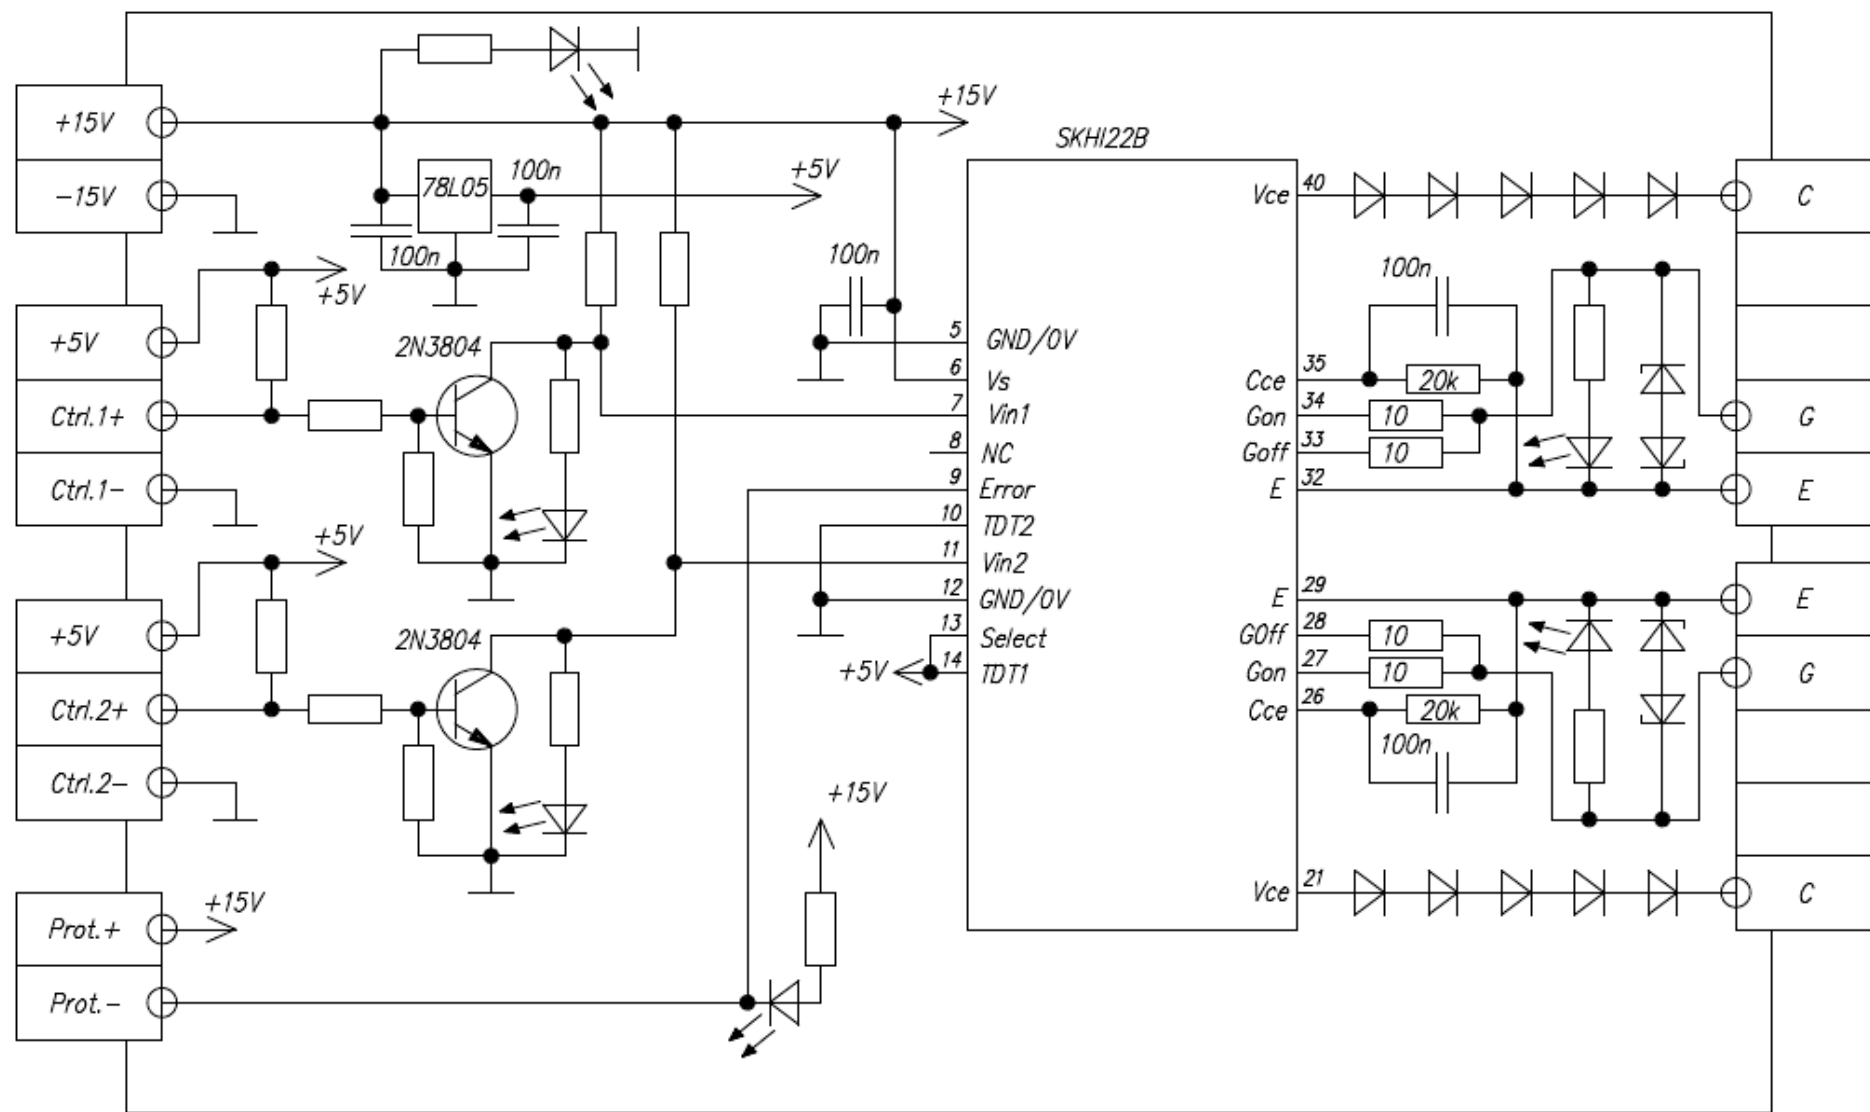 +15V
-15V
+5V
Ctrl.1+
Ctrl.1-
+5V
Ctrl.2+
Ctrl.2-
Prot.+
Prot.-
+15V
+5V
78L05
100n
100n
+5V
2N3804
+5V
2N3804
+15V
+15V
100n
+5V
SKHI22B
5 GND/0V
6 Vs
7 Vin1
8 NC
9 Error
10 TDT2
11 Vin2
12 GND/0V
13 Select
14 TDT1
Vce 40
Cce 35
Gon 34
Goff 33
E 32
E 29
GOff 28
Gon 27
Cce 26
Vce 21
100n
20k
10
10
10
10
20k
100n
C
G
E
E
G
C